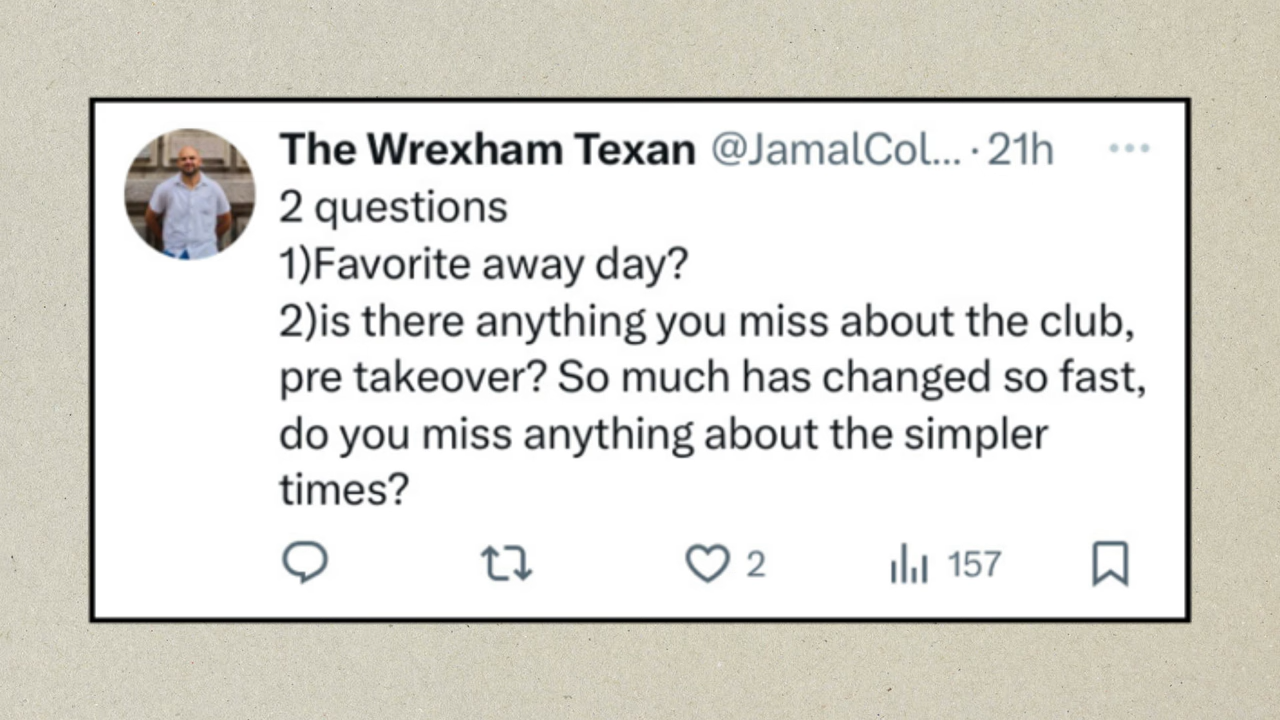 The Wrexham Texan @JamalCol... · 21h
2 questions
1)Favorite away day?
2)is there anything you miss about the club,
pre takeover? So much has changed so fast,
do you miss anything about the simpler
times?
2 157